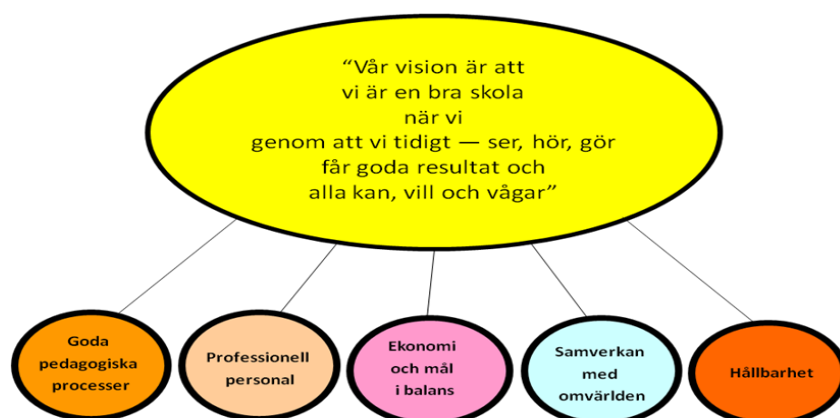 “Vår vision är att
vi är en bra skola
när vi
genom att vi tidigt — ser, hör, gör
får goda resultat och
alla kan, vill och vågar”
Goda
pedagogiska
processer
Professionell
personal
Ekonomi
och mål
i balans
Samverkan
med
omvärlden
Hållbarhet